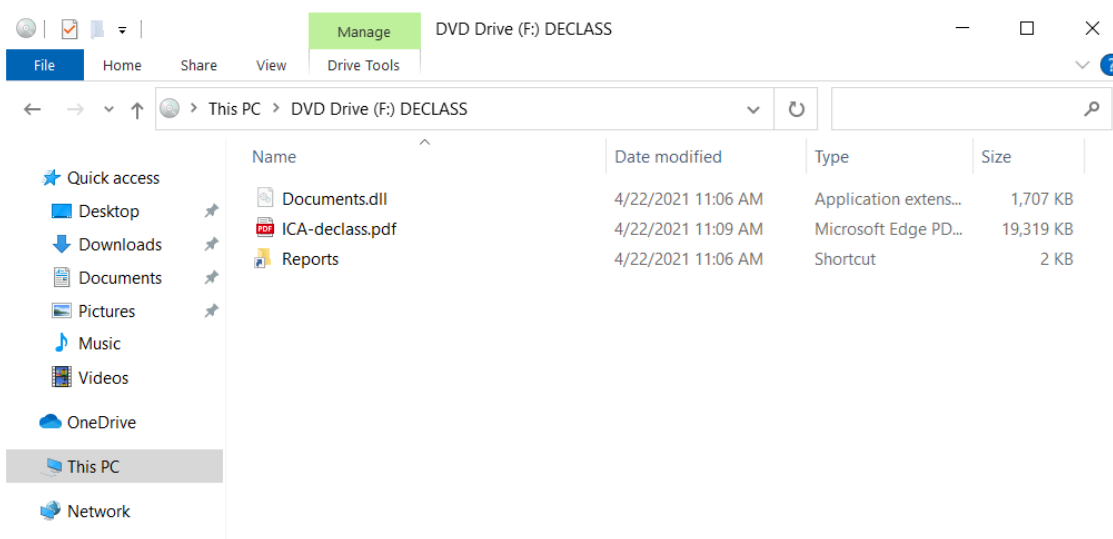 Manage DVD Drive (F:) DECLASS
File Home Share View Drive Tools
This PC > DVD Drive (F:) DECLASS
Name Date modified Type Size
Quick access
Documents.dll 4/22/2021 11:06 AM Application extens... 1,707 KB
Desktop
ICA-declass.pdf 4/22/2021 11:09 AM Microsoft Edge PD... 19,319 KB
Downloads
Reports 4/22/2021 11:06 AM Shortcut 2 KB
Documents
Pictures
Music
Videos
OneDrive
This PC
Network